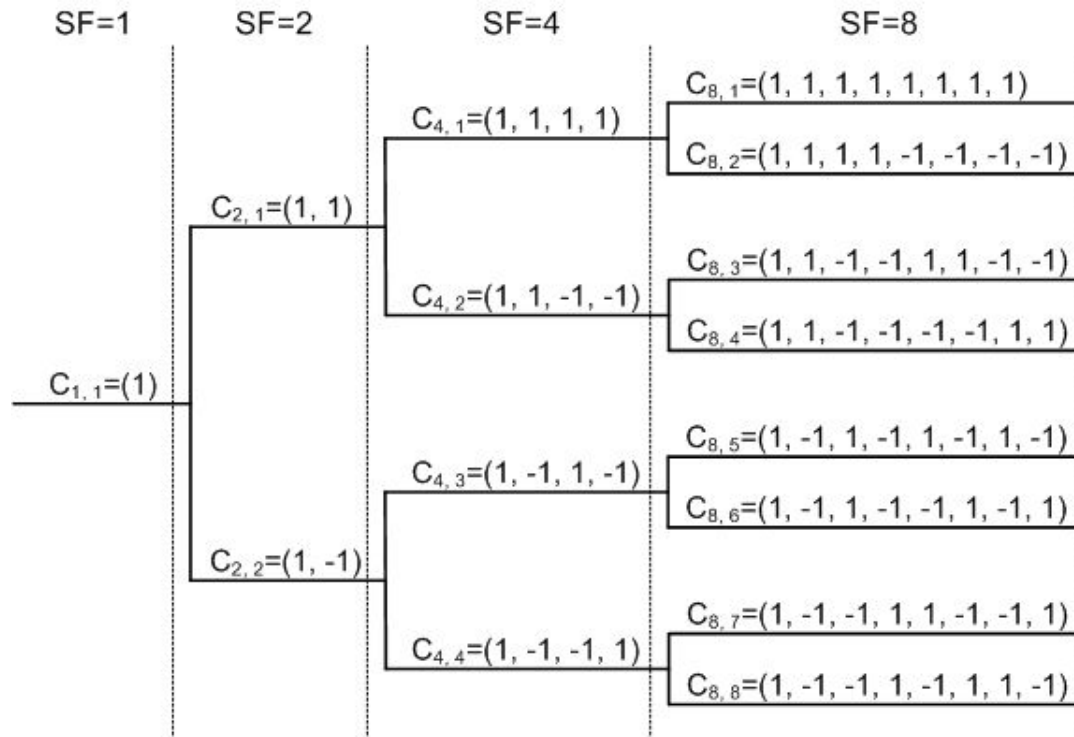 SF=1 SF=2 SF=4 SF=8
C8, 1=(1, 1, 1, 1, 1, 1, 1, 1)
C4, 1=(1, 1, 1, 1)
C8, 2=(1, 1, 1, 1, -1, -1, -1, -1)
C2, 1=(1, 1)
C8, 3=(1, 1, -1, -1, 1, 1, -1, -1)
C4, 2=(1, 1, -1, -1)
C8, 4=(1, 1, -1, -1, -1, -1, 1, 1)
C1, 1=(1)
C8, 5=(1, -1, 1, -1, 1, -1, 1, -1)
C4, 3=(1, -1, 1, -1)
C8, 6=(1, -1, 1, -1, -1, 1, -1, 1)
C2, 2=(1, -1)
C8, 7=(1, -1, -1, 1, 1, -1, -1, 1)
C4, 4=(1, -1, -1, 1)
C8, 8=(1, -1, -1, 1, -1, 1, 1, -1)